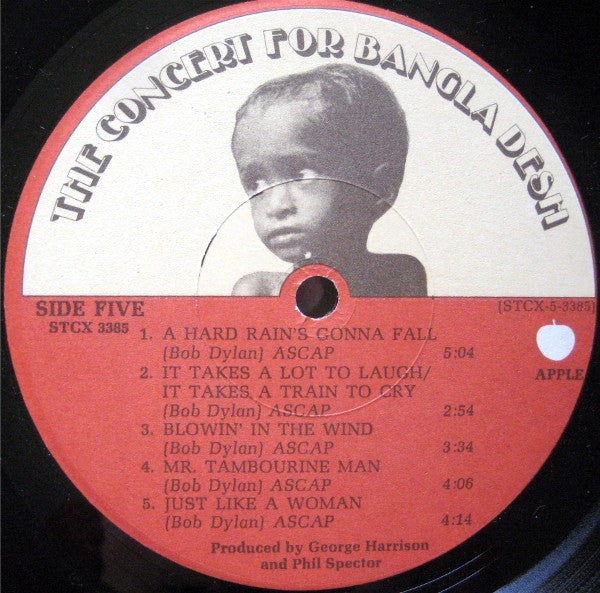 THE CONCERT FOR BANGLA DESH
SIDE FIVE
STCX 3385
(STCX-5-3385)
1. A HARD RAIN'S GONNA FALL
(Bob Dylan) ASCAP 5:04
2. IT TAKES A LOT TO LAUGH/
IT TAKES A TRAIN TO CRY
(Bob Dylan) ASCAP 2:54
3. BLOWIN' IN THE WIND
(Bob Dylan) ASCAP 3:34
4. MR. TAMBOURINE MAN
(Bob Dylan) ASCAP 4:06
5. JUST LIKE A WOMAN
(Bob Dylan) ASCAP 4:14
APPLE
Produced by George Harrison
and Phil Spector